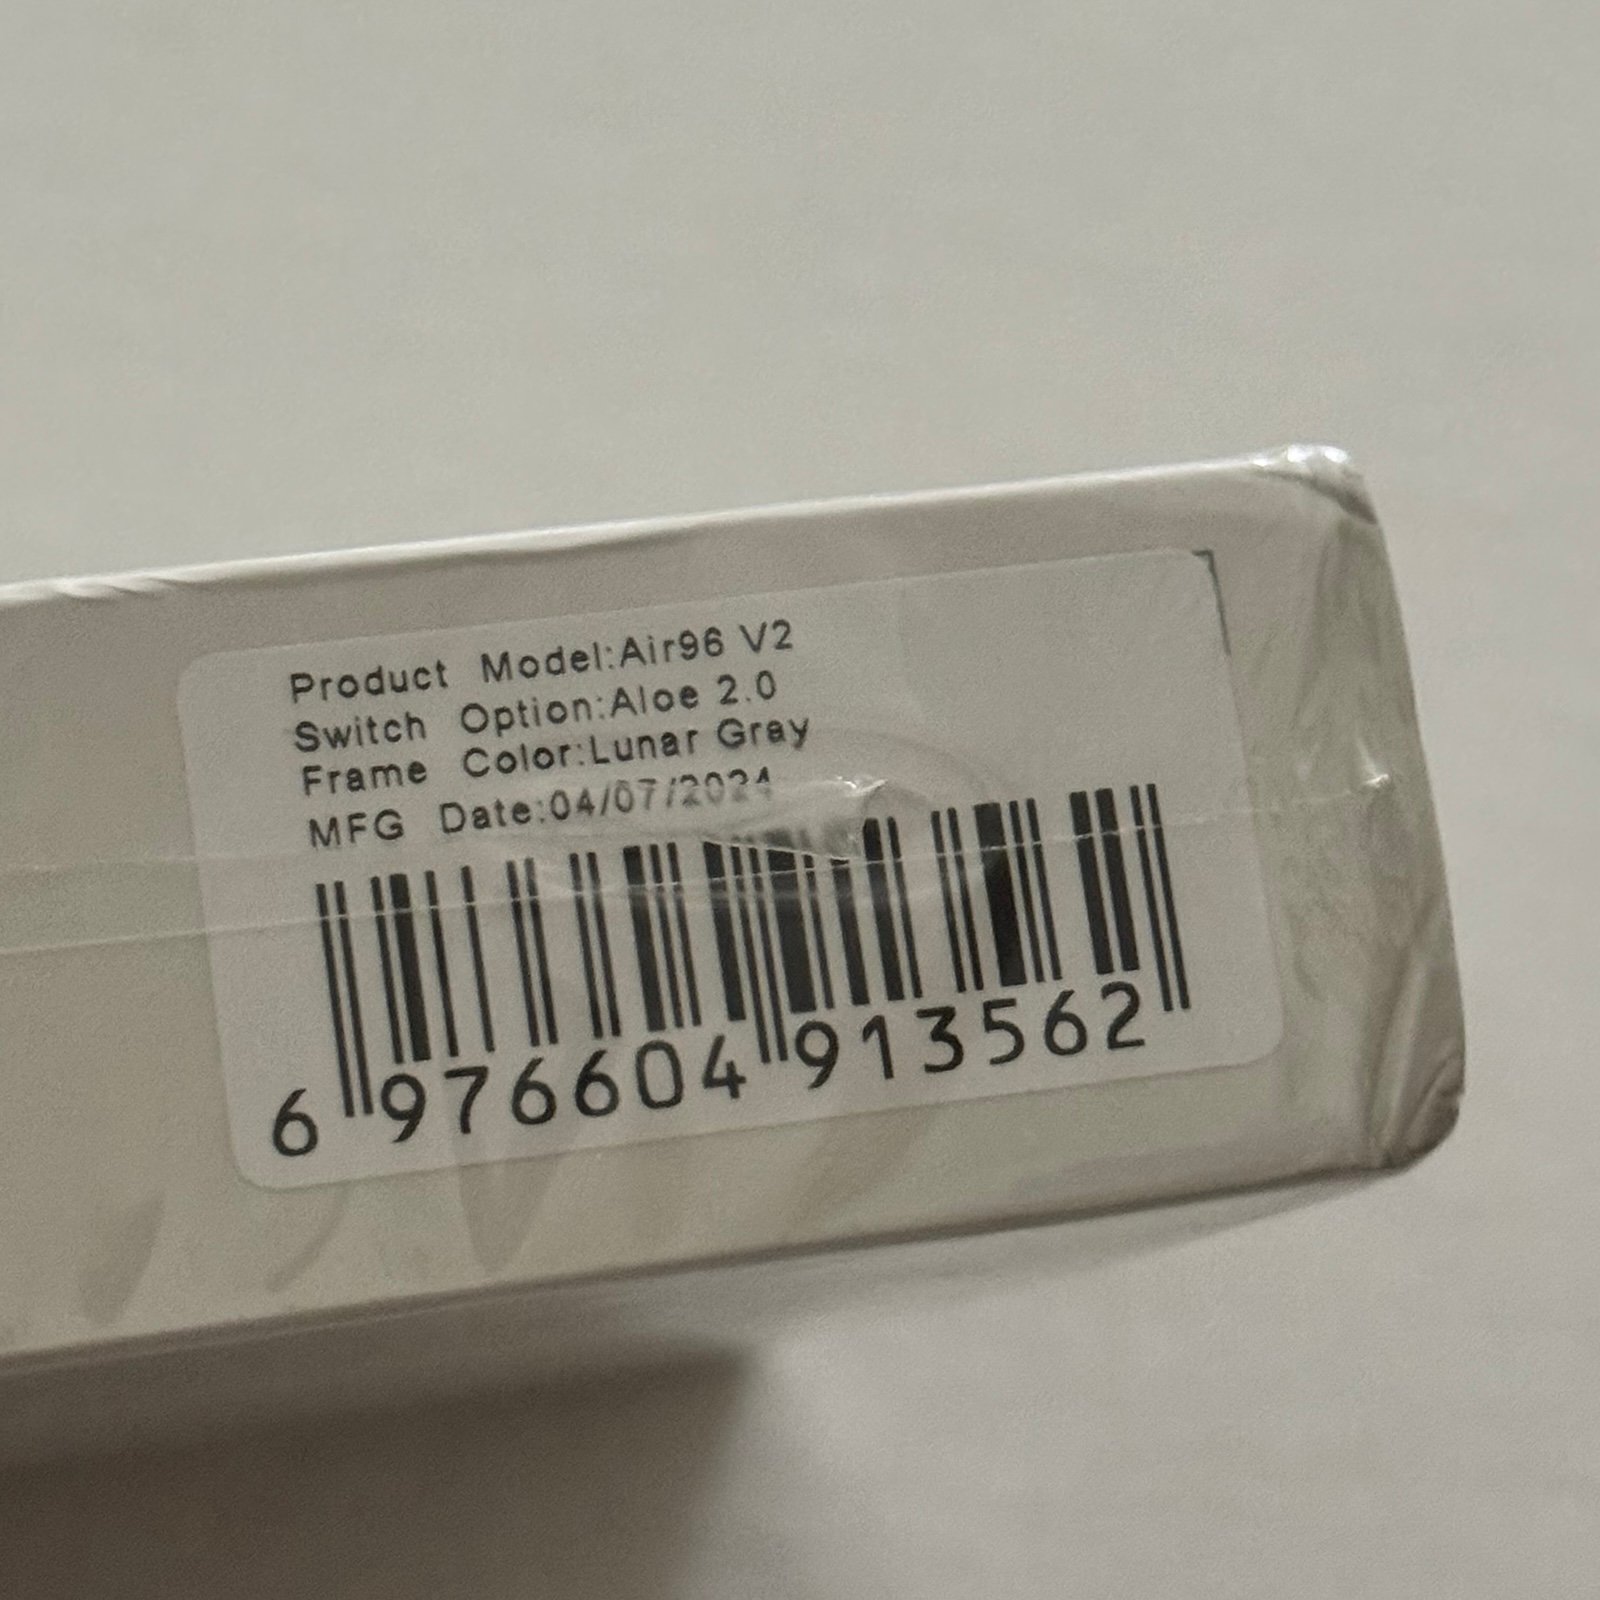 Product Model:Air96 V2
Switch Option:Aloe 2.0
Frame Color:Lunar Gray
MFG Date:04/07/2024
6 976604 913562